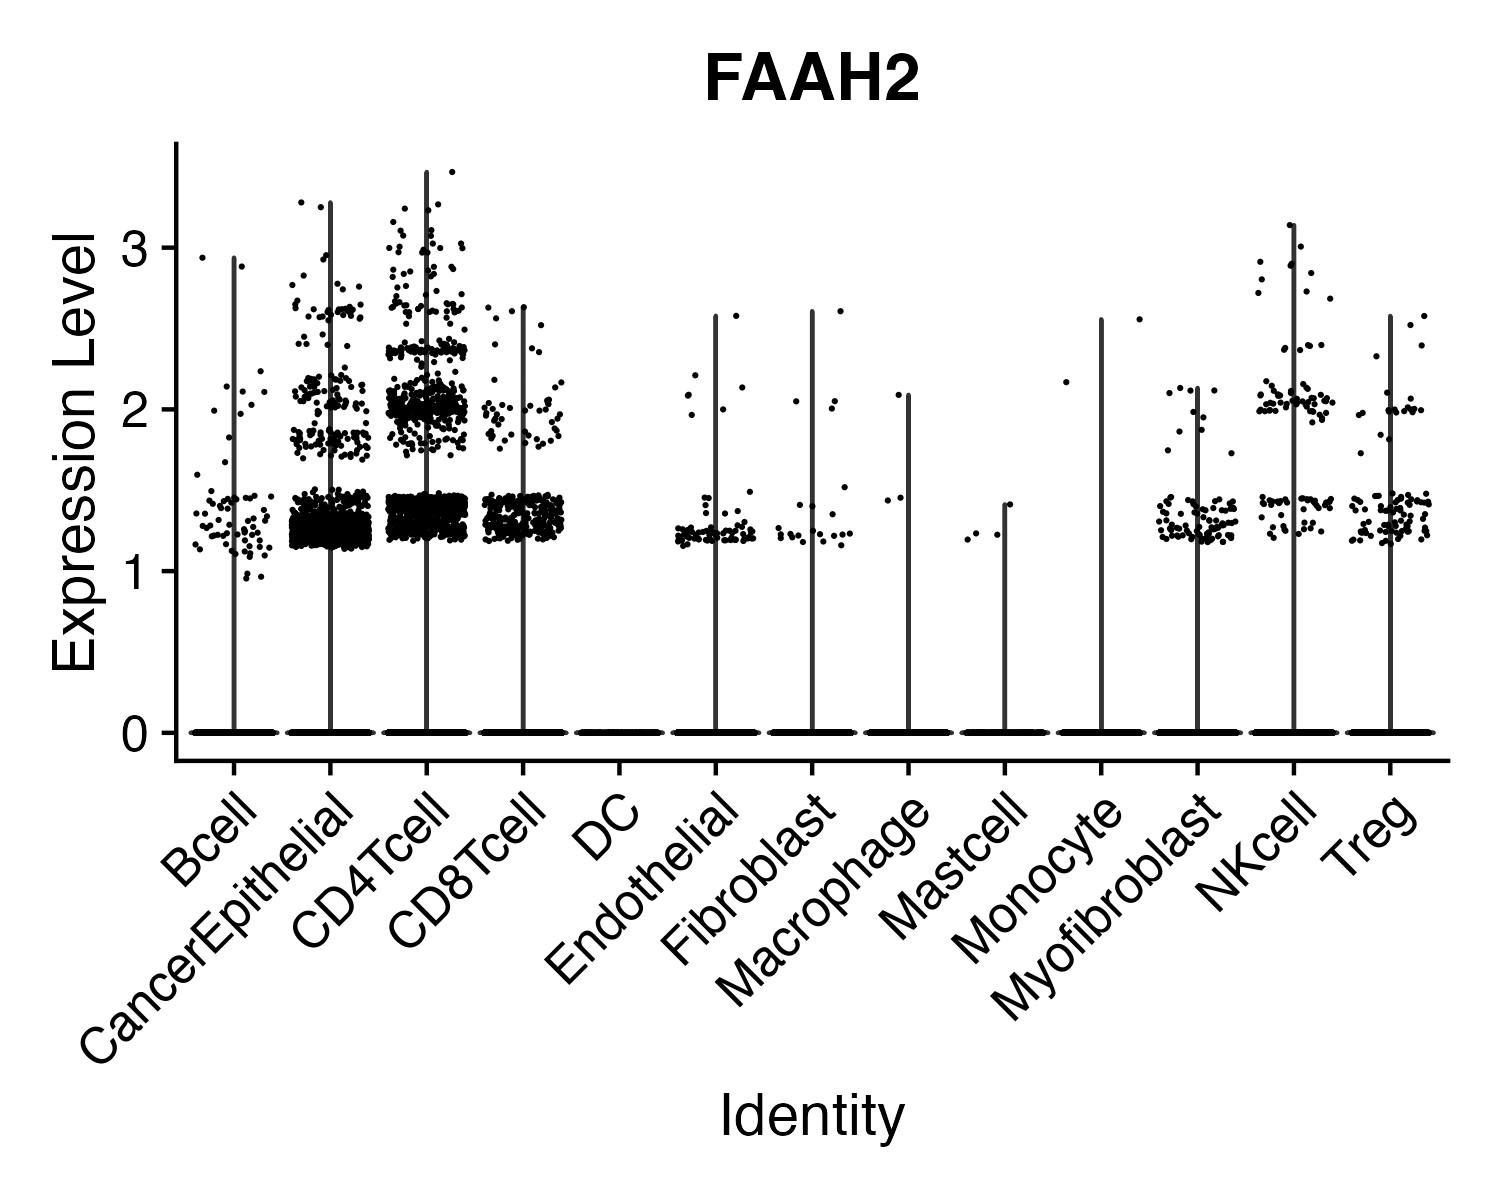 FAAH2
Expression Level
3
2
1
0
Bcell
CancerEpithelial
CD4Tcell
CD8Tcell
DC
Endothelial
Fibroblast
Macrophage
Mastcell
Monocyte
Myofibroblast
NKcell
Treg
Identity